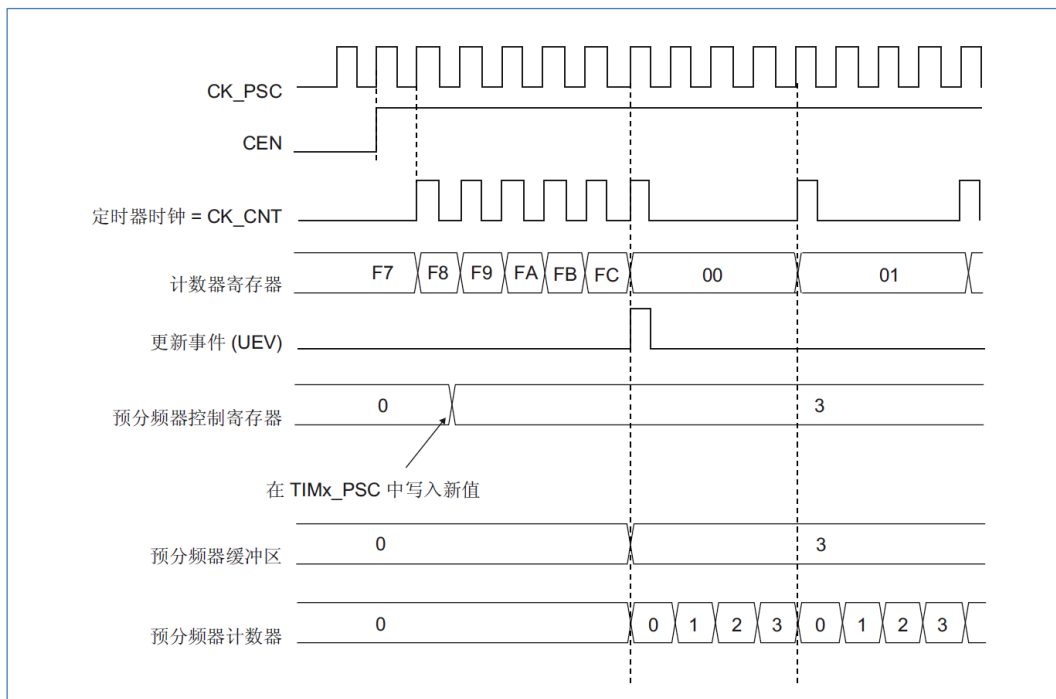 CK_PSC
CEN
定时器时钟 = CK_CNT
计数器寄存器
F7 F8 F9 FA FB FC 00 01
更新事件 (UEV)
预分频器控制寄存器
0 3
在 TIMx_PSC 中写入新值
预分频器缓冲区
0 3
预分频器计数器
0 0 1 2 3 0 1 2 3